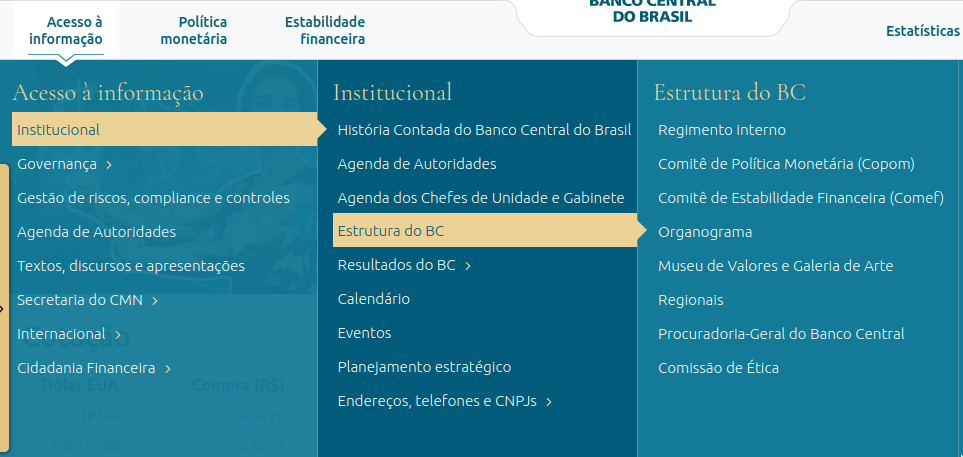 BANCO CENTRAL
DO BRASIL
Acesso à
informação
Política
monetária
Estabilidade
financeira
Estatísticas
Acesso à informação
Institucional
Governança
Gestão de riscos, compliance e controles
Agenda de Autoridades
Textos, discursos e apresentações
Secretaria do CMN
Internacional
Cidadania Financeira
Institucional
História Contada do Banco Central do Brasil
Agenda de Autoridades
Agenda dos Chefes de Unidade e Gabinete
Estrutura do BC
Resultados do BC
Calendário
Eventos
Planejamento estratégico
Endereços, telefones e CNPJs
Estrutura do BC
Regimento interno
Comitê de Política Monetária (Copom)
Comitê de Estabilidade Financeira (Comef)
Organograma
Museu de Valores e Galeria de Arte
Regionais
Procuradoria-Geral do Banco Central
Comissão de Ética
Cotação
Dólar EUA Compra (R$)
12/05 (PTAX)
12/05-13:00